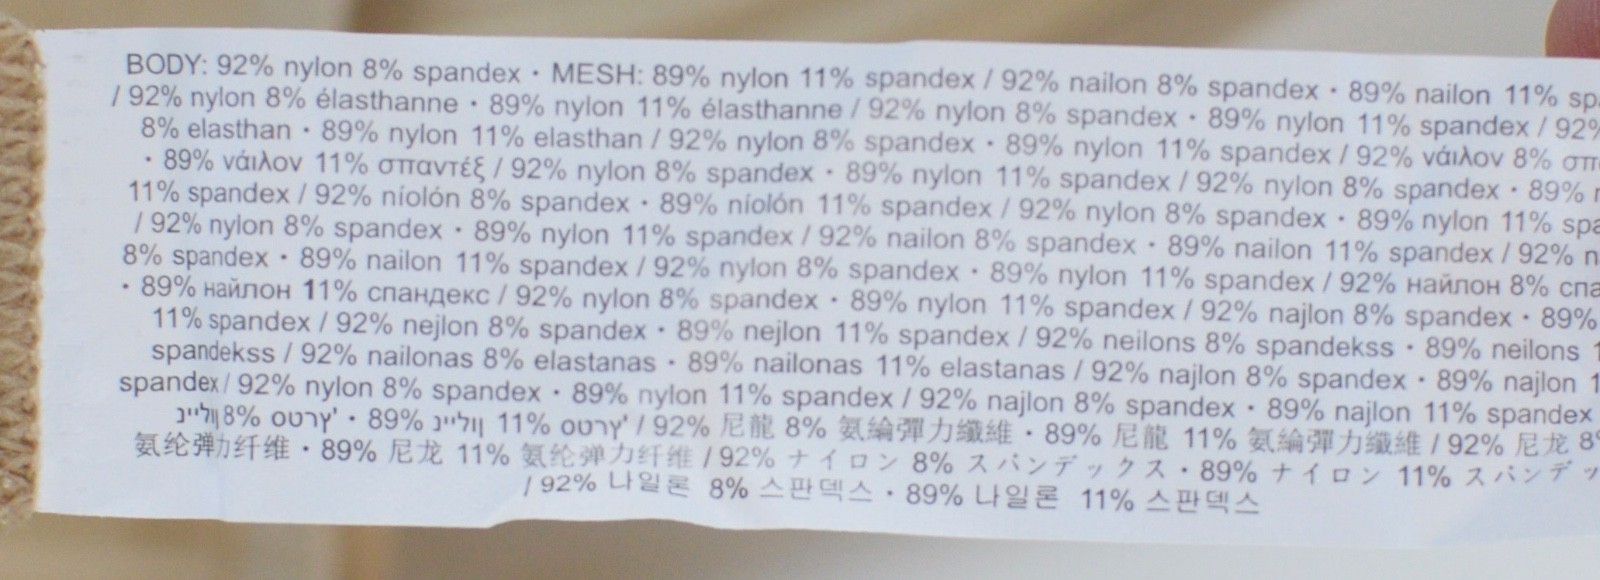 BODY: 92% nylon 8% spandex · MESH: 89% nylon 11% spandex / 92% nailon 8% spandex · 89% nailon 11%
/ 92% nylon 8% élasthanne · 89% nylon 11% élasthanne / 92% nylon 8% spandex · 89% nylon 11% spandex / 92%
8% elasthan · 89% nylon 11% elasthan / 92% nylon 8% spandex · 89% nylon 11% spandex / 92% νάιλον 8%
· 89% νάιλον 11% σπαντέξ / 92% nylon 8% spandex · 89% nylon 11% spandex / 92% nylon 8% spandex · 89%
11% spandex / 92% níolón 8% spandex · 89% níolón 11% spandex / 92% nylon 8% spandex · 89% nylon 11%
/ 92% nylon 8% spandex · 89% nylon 11% spandex / 92% nailon 8% spandex · 89% nailon 11% spandex / 92%
8% spandex · 89% nailon 11% spandex / 92% nylon 8% spandex · 89% nylon 11% spandex / 92% найлон 8%
· 89% найлон 11% спандекс / 92% nylon 8% spandex · 89% nylon 11% spandex / 92% najlon 8% spandex · 89%
11% spandex / 92% nejlon 8% spandex · 89% nejlon 11% spandex / 92% neilons 8% spandekss · 89% neilons
spandekss / 92% nailonas 8% elastanas · 89% nailonas 11% elastanas / 92% najlon 8% spandex · 89% najlon
spandex / 92% nylon 8% spandex · 89% nylon 11% spandex / 92% najlon 8% spandex · 89% najlon 11% spandex
8% · 89% 11% / 92% 尼龍 8% 氨綸彈力纖維 · 89% 尼龍 11% 氨綸彈力纖維 / 92% 尼龙
氨纶弹力纤维 · 89% 尼龙 11% 氨纶弹力纤维 / 92% ナイロン 8% スパンデックス · 89% ナイロン 11%
/ 92% 나일론 8% 스판덱스 · 89% 나일론 11% 스판덱스